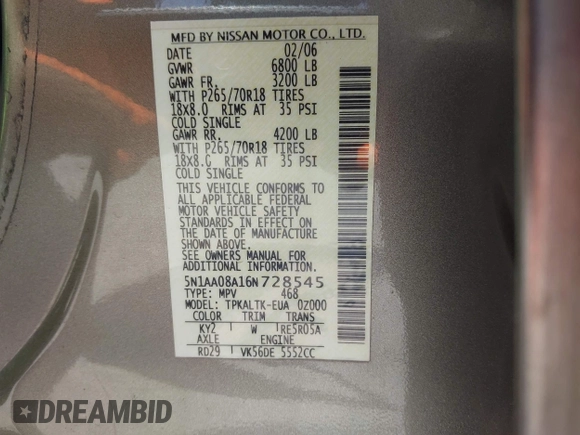 MFD BY NISSAN MOTOR CO., LTD.
DATE 02/06
GVWR 6800 LB
GAWR FR. 3200 LB
WITH P265/70R18 TIRES
18X8.0 RIMS AT 35 PSI
COLD SINGLE
GAWR RR. 4200 LB
WITH P265/70R18 TIRES
18X8.0 RIMS AT 35 PSI
COLD SINGLE
THIS VEHICLE CONFORMS TO
ALL APPLICABLE FEDERAL
MOTOR VEHICLE SAFETY
STANDARDS IN EFFECT ON
THE DATE OF MANUFACTURE
SHOWN ABOVE.
SEE OWNERS MANUAL FOR
ADDITIONAL INFORMATION.
5N1AA08A16N728545
TYPE: MPV 468
MODEL: TPKALTK-EUA 0Z000
COLOR TRIM TRANS
KY2 W RE5R05A
AXLE ENGINE
RD29 VK56DE 5552CC
DREAMBID